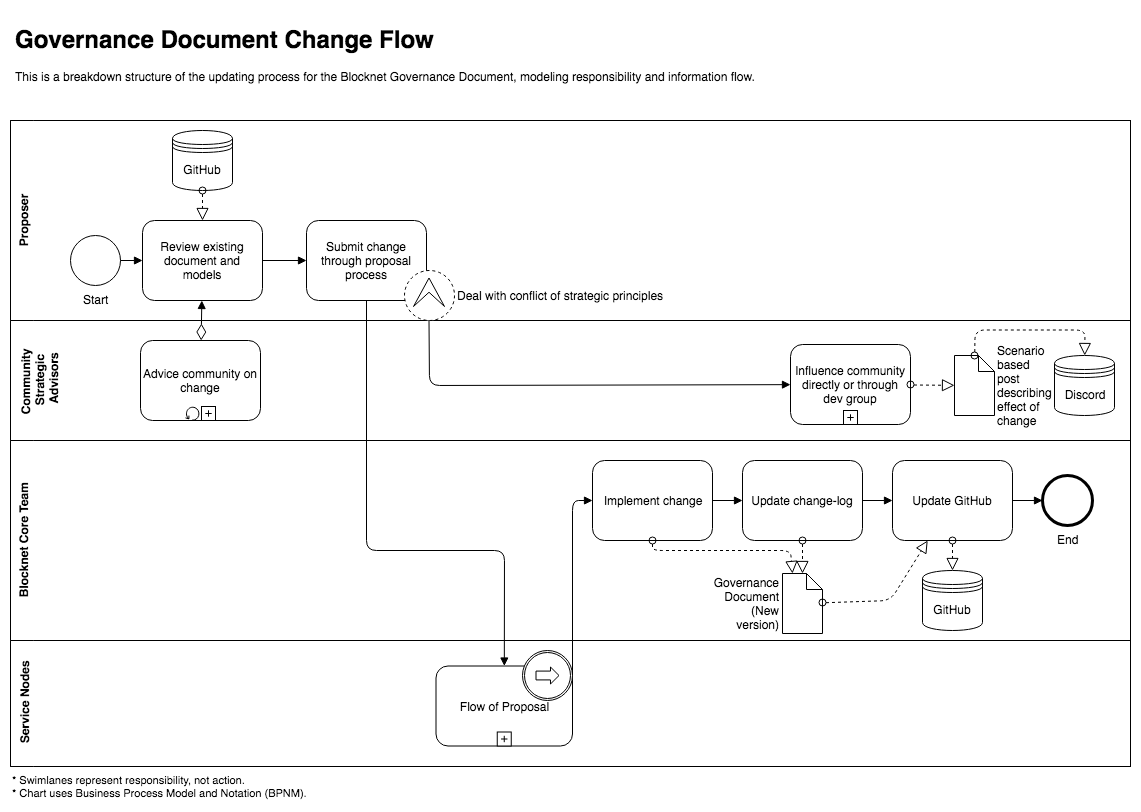 Governance Document Change Flow
This is a breakdown structure of the updating process for the Blocknet Governance Document, modeling responsibility and information flow.
Proposer
GitHub
Start
Review existing
document and
models
Submit change
through proposal
process
Deal with conflict of strategic principles
Community
Strategic
Advisors
Advice community on
change
Influence community
directly or through
dev group
Scenario
based
post
describing
effect of
change
Discord
Blocknet Core Team
Implement change
Update change-log
Update GitHub
End
Governance
Document
(New
version)
GitHub
Service Nodes
Flow of Proposal
* Swimlanes represent responsibility, not action.
* Chart uses Business Process Model and Notation (BPNM).